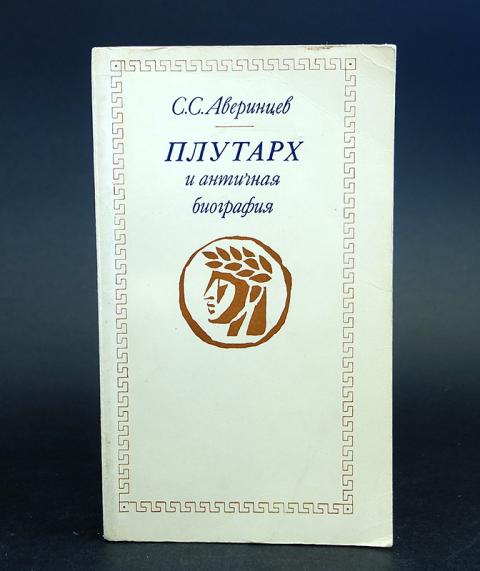 С.С.Аверинцев
ПЛУТАРХ
и античная
биография